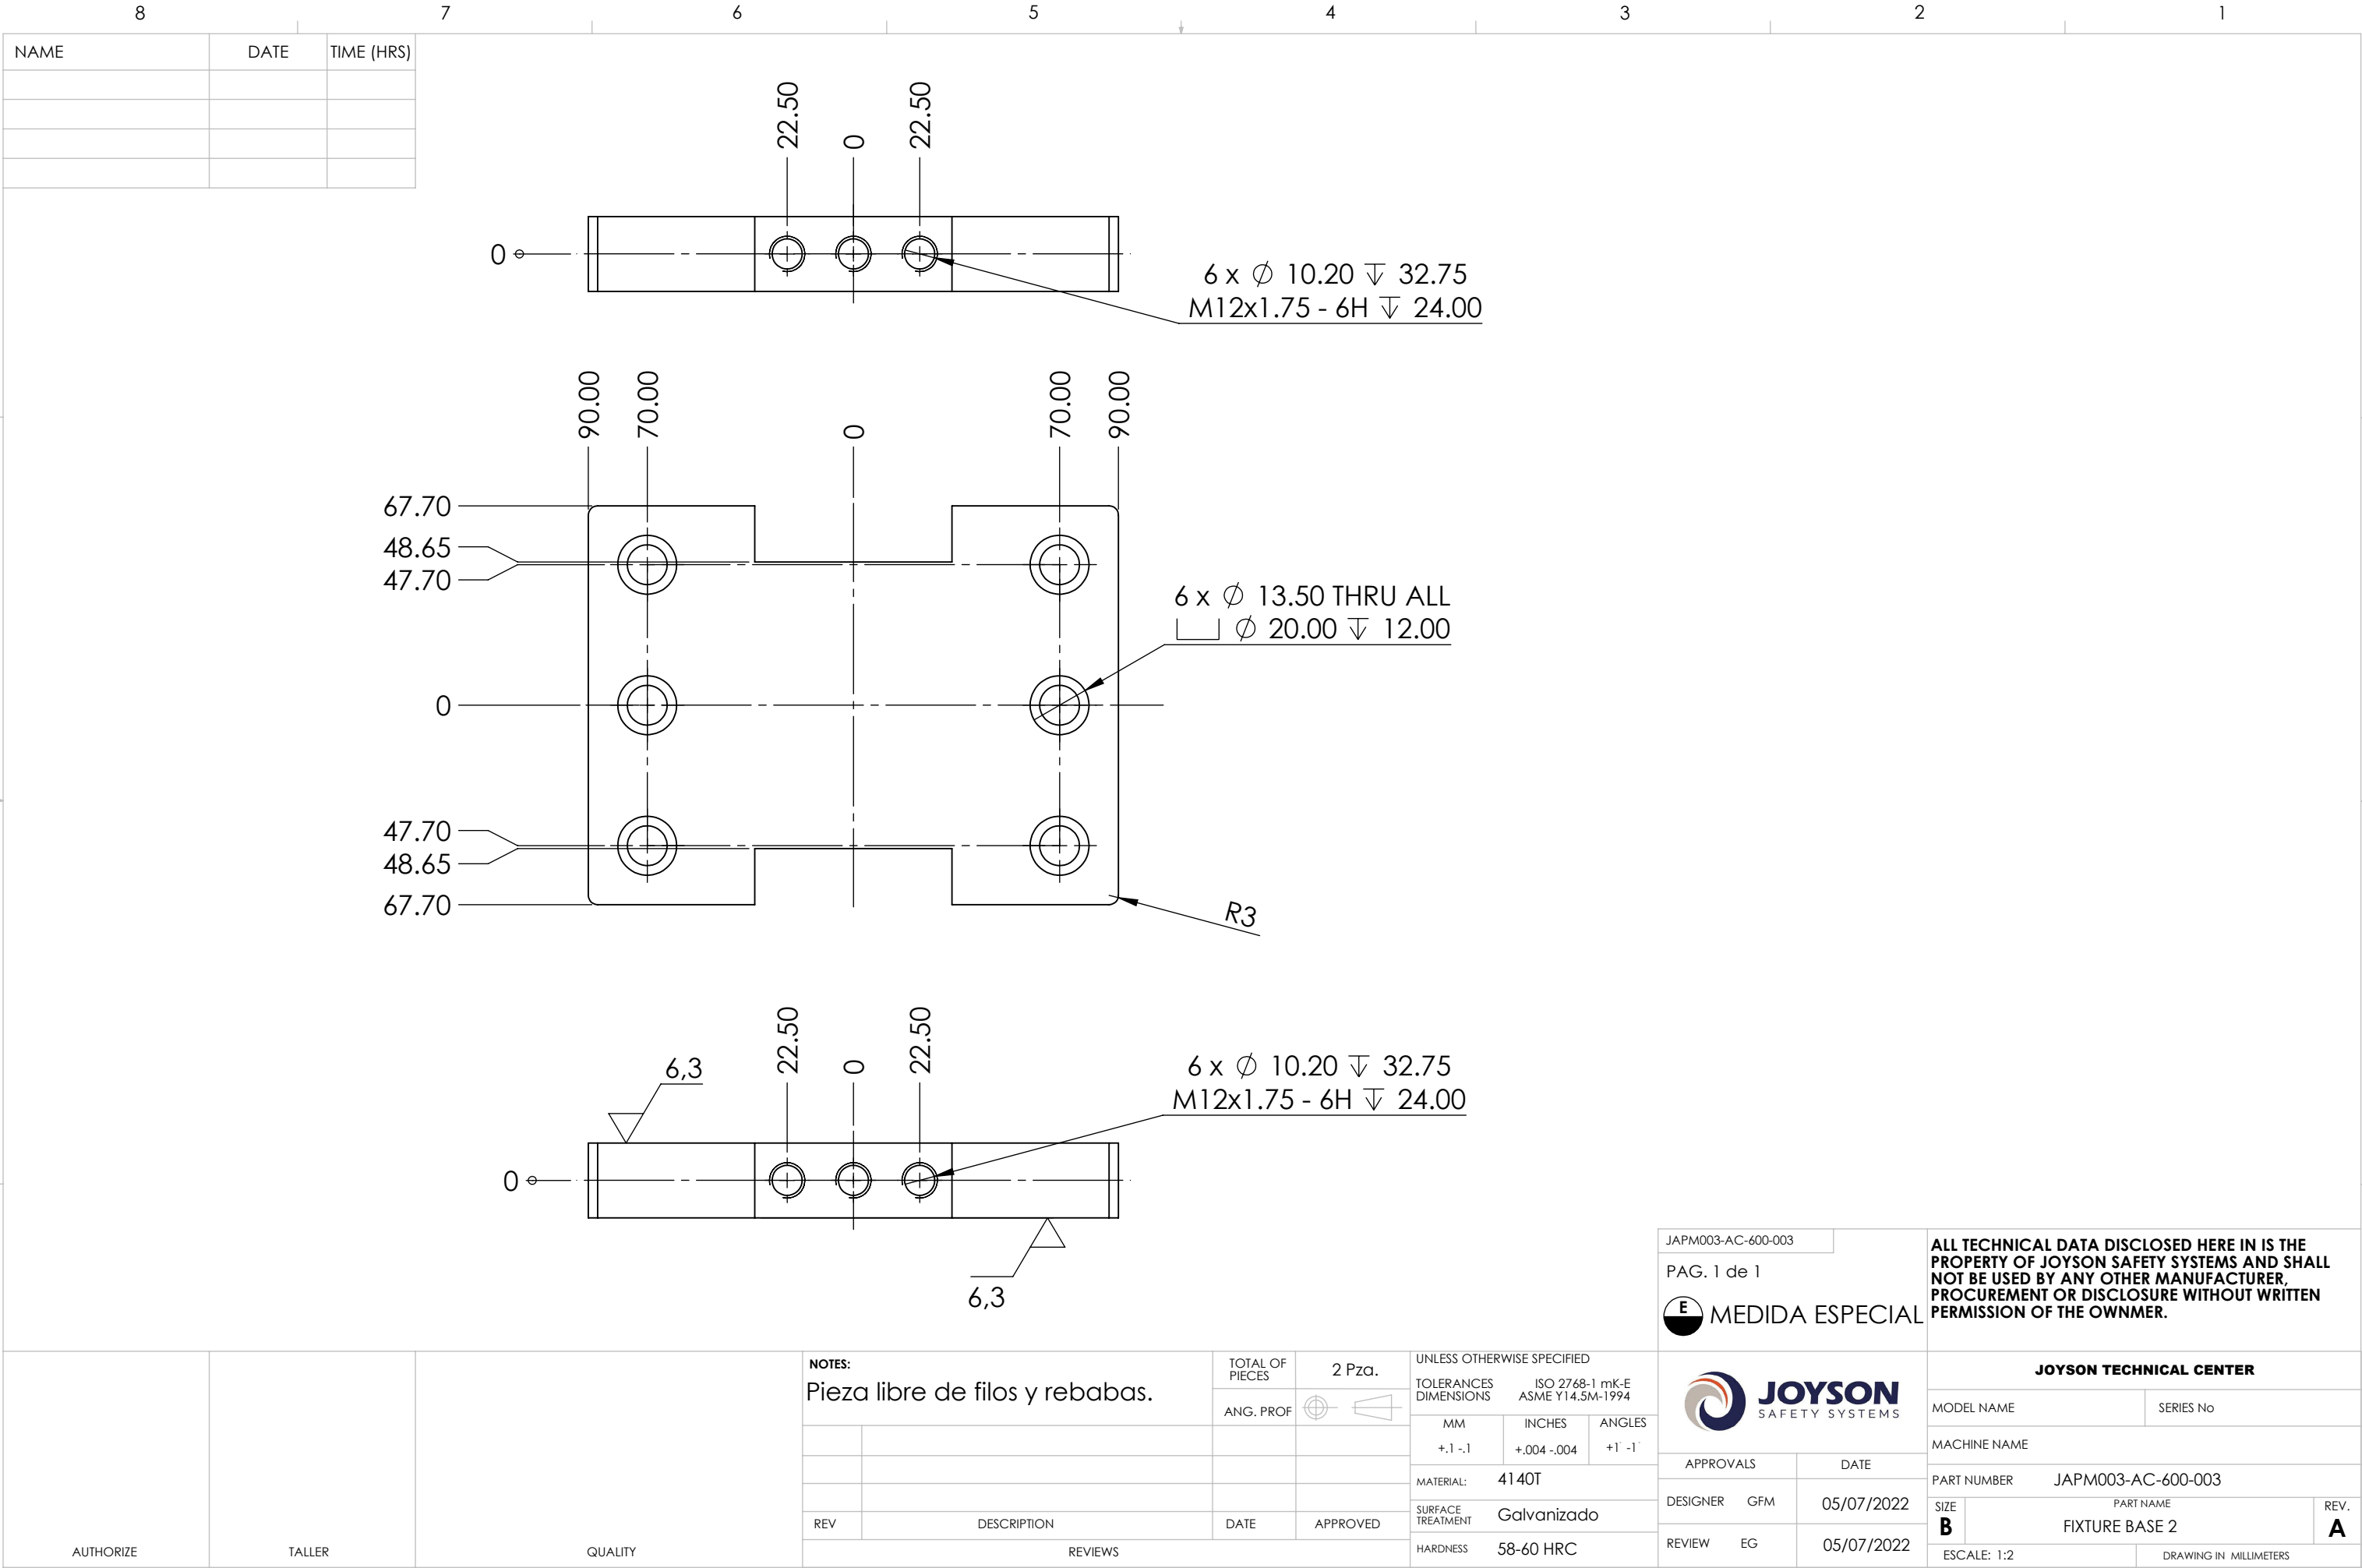 8 7 6 5 4 3 2 1
NAME DATE TIME (HRS)
22.50 0 22.50
0
6 x ∅ 10.20 ↧ 32.75
M12x1.75 - 6H ↧ 24.00
90.00 70.00 0 70.00 90.00
67.70
48.65
47.70
6 x ∅ 13.50 THRU ALL
⌴ ∅ 20.00 ↧ 12.00
0
47.70
48.65
67.70
R3
22.50 0 22.50
6,3
6 x ∅ 10.20 ↧ 32.75
M12x1.75 - 6H ↧ 24.00
0
6,3
JAPM003-AC-600-003
PAG. 1 de 1
E MEDIDA ESPECIAL
ALL TECHNICAL DATA DISCLOSED HERE IN IS THE
PROPERTY OF JOYSON SAFETY SYSTEMS AND SHALL
NOT BE USED BY ANY OTHER MANUFACTURER,
PROCUREMENT OR DISCLOSURE WITHOUT WRITTEN
PERMISSION OF THE OWNMER.
AUTHORIZE TALLER QUALITY
NOTES:
Pieza libre de filos y rebabas.
REV DESCRIPTION DATE APPROVED
REVIEWS
TOTAL OF
PIECES
2 Pza.
ANG. PROF
UNLESS OTHERWISE SPECIFIED
TOLERANCES ISO 2768-1 mK-E
DIMENSIONS ASME Y14.5M-1994
MM INCHES ANGLES
+.1 -.1 +.004 -.004 +1° -1°
MATERIAL: 4140T
SURFACE
TREATMENT
Galvanizado
HARDNESS 58-60 HRC
JOYSON
SAFETY SYSTEMS
APPROVALS DATE
DESIGNER GFM 05/07/2022
REVIEW EG 05/07/2022
JOYSON TECHNICAL CENTER
MODEL NAME SERIES No
MACHINE NAME
PART NUMBER JAPM003-AC-600-003
SIZE PART NAME REV.
B FIXTURE BASE 2 A
ESCALE: 1:2 DRAWING IN MILLIMETERS